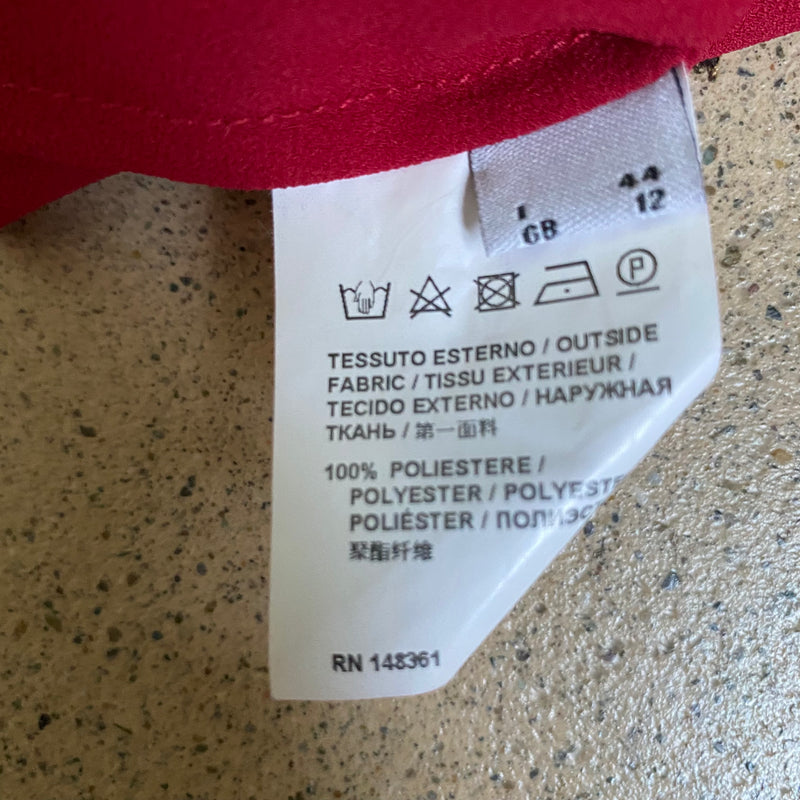 I 44
GB 12
P
TESSUTO ESTERNO / OUTSIDE
FABRIC / TISSU EXTERIEUR /
TECIDO EXTERNO / НАРУЖНАЯ
ТКАНЬ / 第一面料
100% POLIESTERE /
POLYESTER / POLYESTE
POLIÉSTER / ПОЛИЭС
聚酯纤维
RN 148361